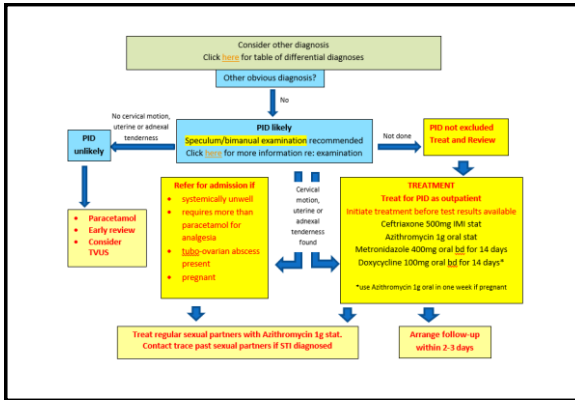 Consider other diagnosis
Click here for table of differential diagnoses
Other obvious diagnosis?
No
No cervical motion,
uterine or adnexal
tenderness
PID
unlikely
PID likely
Speculum/bimanual examination recommended
Click here for more information re: examination
Not done
PID not excluded
Treat and Review
Paracetamol
Early review
Consider
TVUS
Refer for admission if
systemically unwell
requires more than
paracetamol for
analgesia
tubo-ovarian abscess
present
pregnant
Cervical
motion,
uterine or
adnexal
tenderness
found
TREATMENT
Treat for PID as outpatient
Initiate treatment before test results available
Ceftriaxone 500mg IMI stat
Azithromycin 1g oral stat
Metronidazole 400mg oral bd for 14 days
Doxycycline 100mg oral bd for 14 days*
*use Azithromycin 1g oral in one week if pregnant
Treat regular sexual partners with Azithromycin 1g stat.
Contact trace past sexual partners if STI diagnosed
Arrange follow-up
within 2-3 days